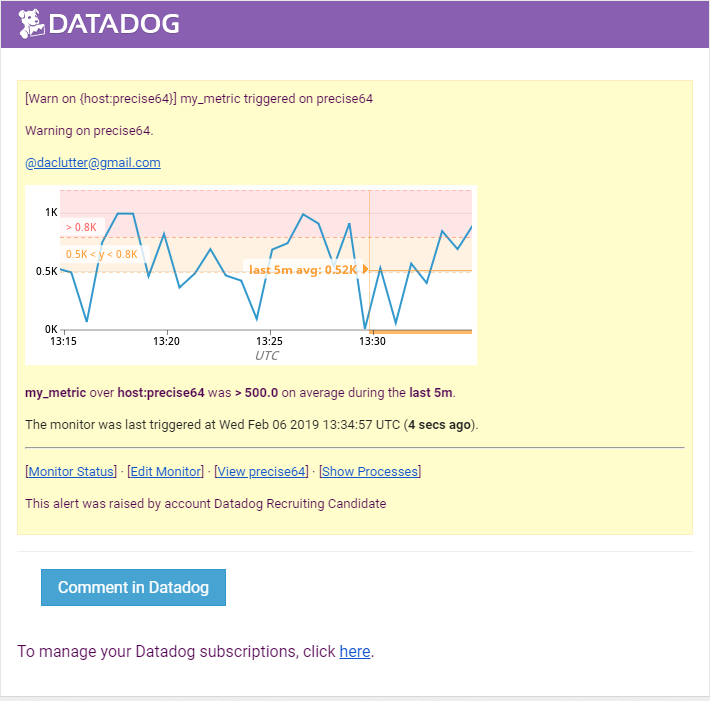 DATADOG
[Warn on {host:precise64}] my_metric triggered on precise64
Warning on precise64.
@daclutter@gmail.com
1K
> 0.8K
0.5K < y < 0.8K
0.5K
last 5m avg: 0.52K
0K
13:15 13:20 13:25 13:30
UTC
my_metric over host:precise64 was > 500.0 on average during the last 5m.
The monitor was last triggered at Wed Feb 06 2019 13:34:57 UTC (4 secs ago).
[Monitor Status] · [Edit Monitor] · [View precise64] · [Show Processes]
This alert was raised by account Datadog Recruiting Candidate
Comment in Datadog
To manage your Datadog subscriptions, click here.